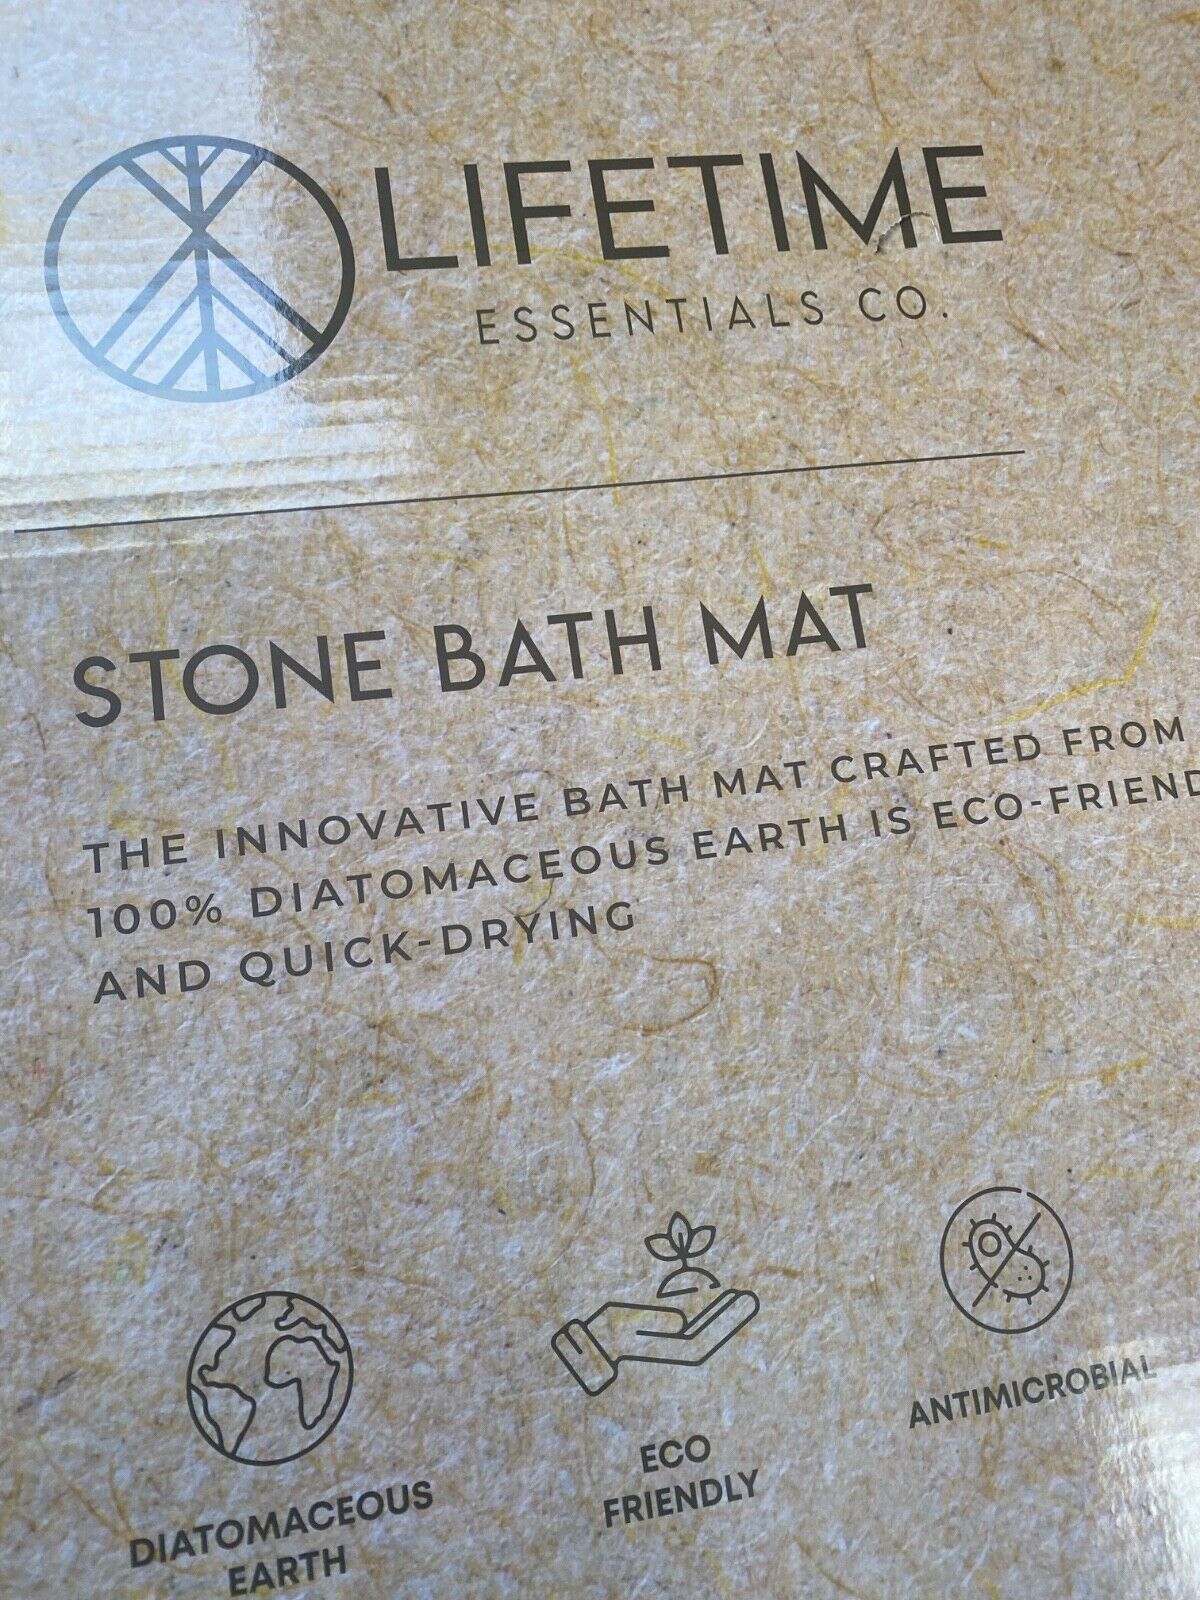 LIFETIME
ESSENTIALS CO.
STONE BATH MAT
THE INNOVATIVE BATH MAT CRAFTED FROM
100% DIATOMACEOUS EARTH IS ECO-FRIEND
AND QUICK-DRYING
ANTIMICROBIAL
ECO
FRIENDLY
DIATOMACEOUS
EARTH